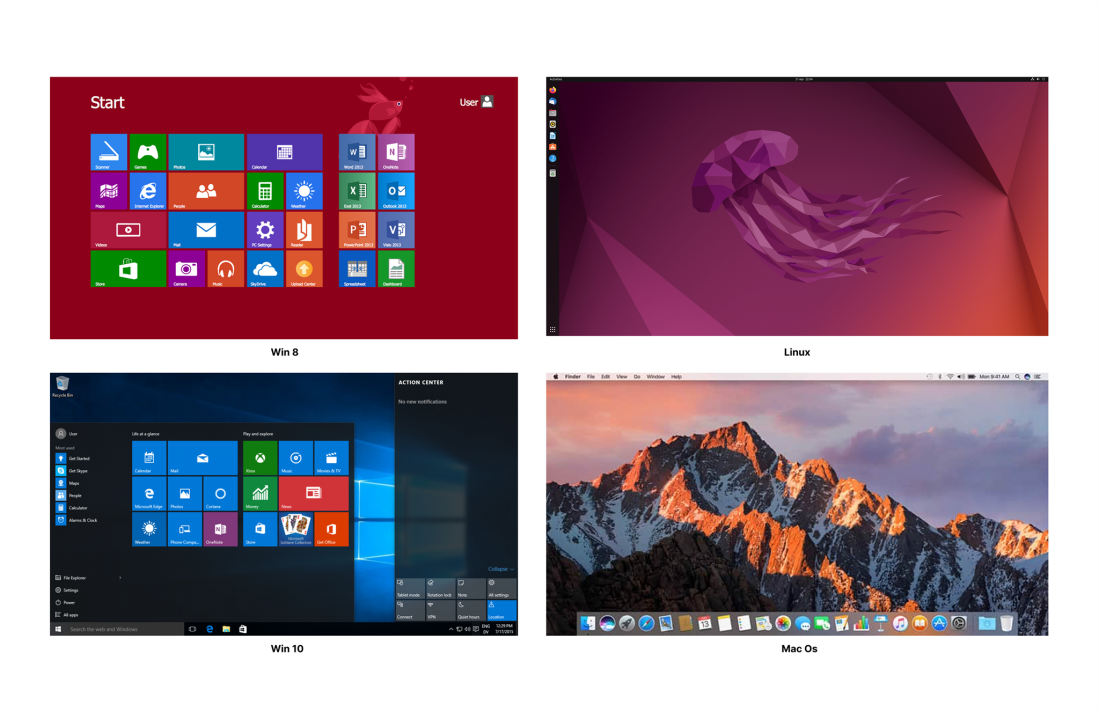 Start
User
Scanner
Games
Photos
Calendar
Word 2013
OneNote
Maps
Internet Explorer
People
Calculator
Weather
Exel 2013
Outlook 2013
Videos
Mail
PC Settings
Reader
PowerPoint 2013
Visio 2013
Store
Camera
Music
SkyDrive
Upload Center
Spreadsheet
Dashboard
Win 8
Linux
Recycle Bin
ACTION CENTER
No new notifications
User
Life at a glance
Play and explore
Most used
Get Started
Get Skype
Maps
People
Calculator
Alarms & Clock
Calendar
Mail
Xbox
Music
Movies & TV
Microsoft Edge
Photos
Cortana
Money
News
Weather
Phone Compa...
OneNote
Store
Microsoft
Solitaire Collection
Get Office
File Explorer
Settings
Power
All apps
Collapse
Tablet mode
Rotation lock
Note
All settings
Connect
VPN
Quiet hours
Location
Search the web and Windows
ENG
DV
12:29 PM
7/17/2015
Win 10
Finder File Edit View Go Window Help
Mon 9:41 AM
13
Mac Os